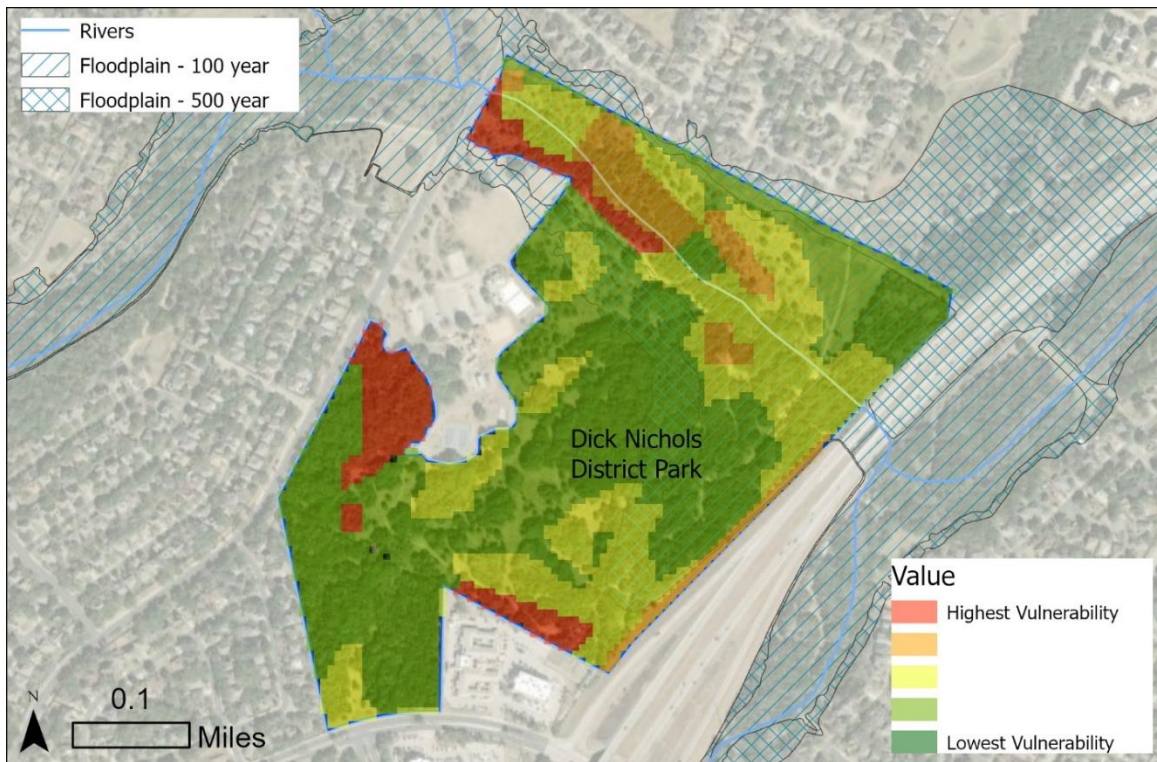 Rivers
Floodplain - 100 year
Floodplain - 500 year
Dick Nichols
District Park
N
0.1
Miles
Value
Highest Vulnerability
Lowest Vulnerability